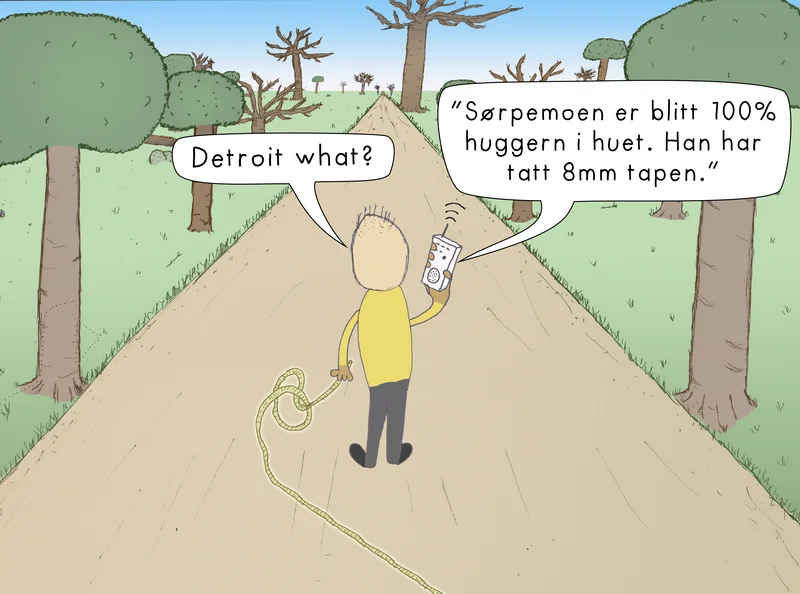 Detroit what?
“Sørpemoen er blitt 100%
huggern i huet. Han har
tatt 8mm tapen.”